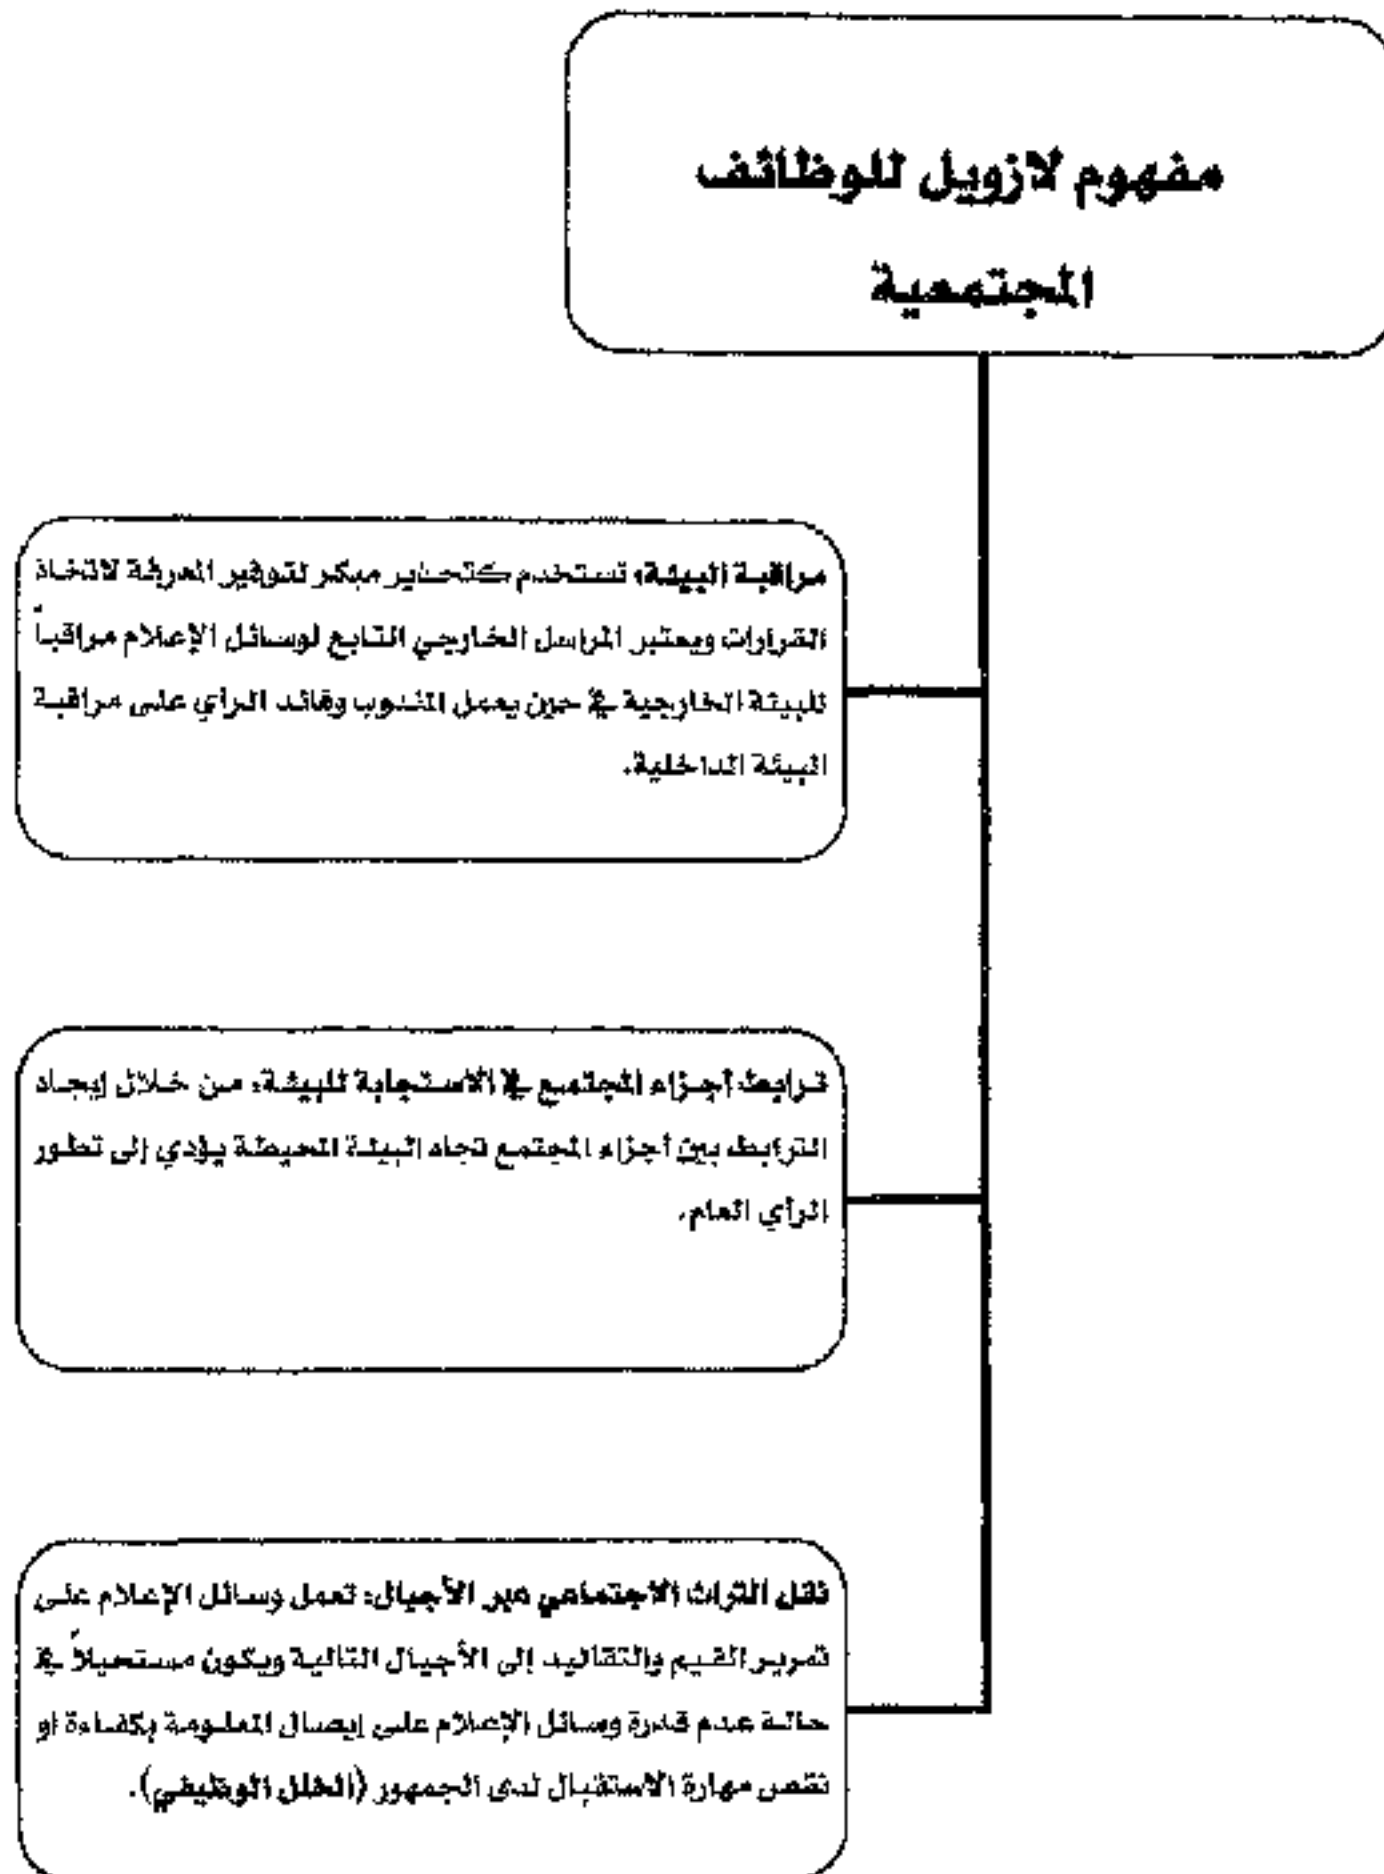 مفهوم لازويل للوظائف
المجتمعية
مراقبة البيئة، تستخدم كتحذير مبكر لتوفير المعرفة لاتخاذ
القرارات ويعتبر المراسل الخارجي التابع لوسائل الإعلام مراقباً
للبيئة الخارجية في حين يعمل المندوب وقائد الرأي على مراقبة
البيئة الداخلية.
ترابط أجزاء المجتمع في الاستجابة للبيئة، من خلال إيجاد
الترابط بين أجزاء المجتمع تجاه البيئة المحيطة يؤدي إلى تطور
الرأي العام.
نقل التراث الاجتماعي عبر الأجيال، تعمل وسائل الإعلام على
تمرير القيم والتقاليد إلى الأجيال التالية ويكون مستحيلاً في
حالة عدم قدرة وسائل الإعلام على إيصال المعلومة بكفاءة او
نقص مهارة الاستقبال لدى الجمهور (الخلل الوظيفي).